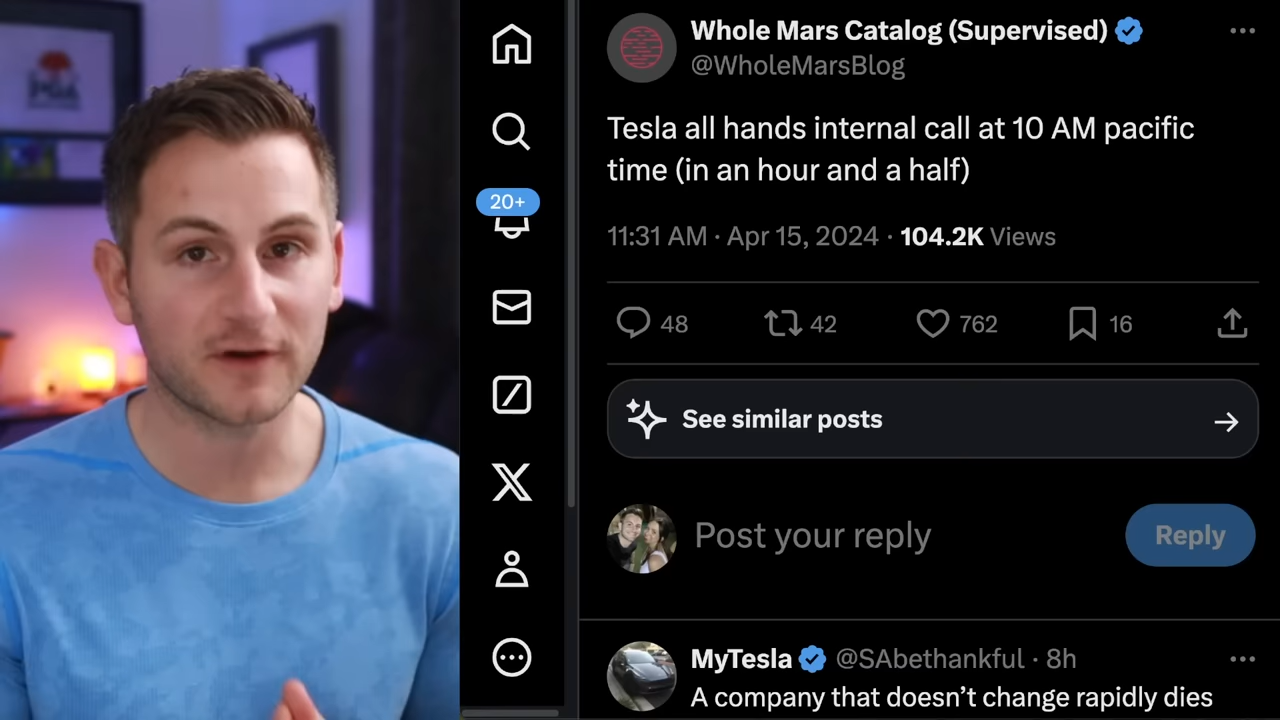 PGA
20+
Whole Mars Catalog (Supervised)
@WholeMarsBlog
Tesla all hands internal call at 10 AM pacific
time (in an hour and a half)
11:31 AM · Apr 15, 2024 · 104.2K Views
48 42 762 16
See similar posts
Post your reply
Reply
MyTesla @SAbethankful · 8h
A company that doesn’t change rapidly dies